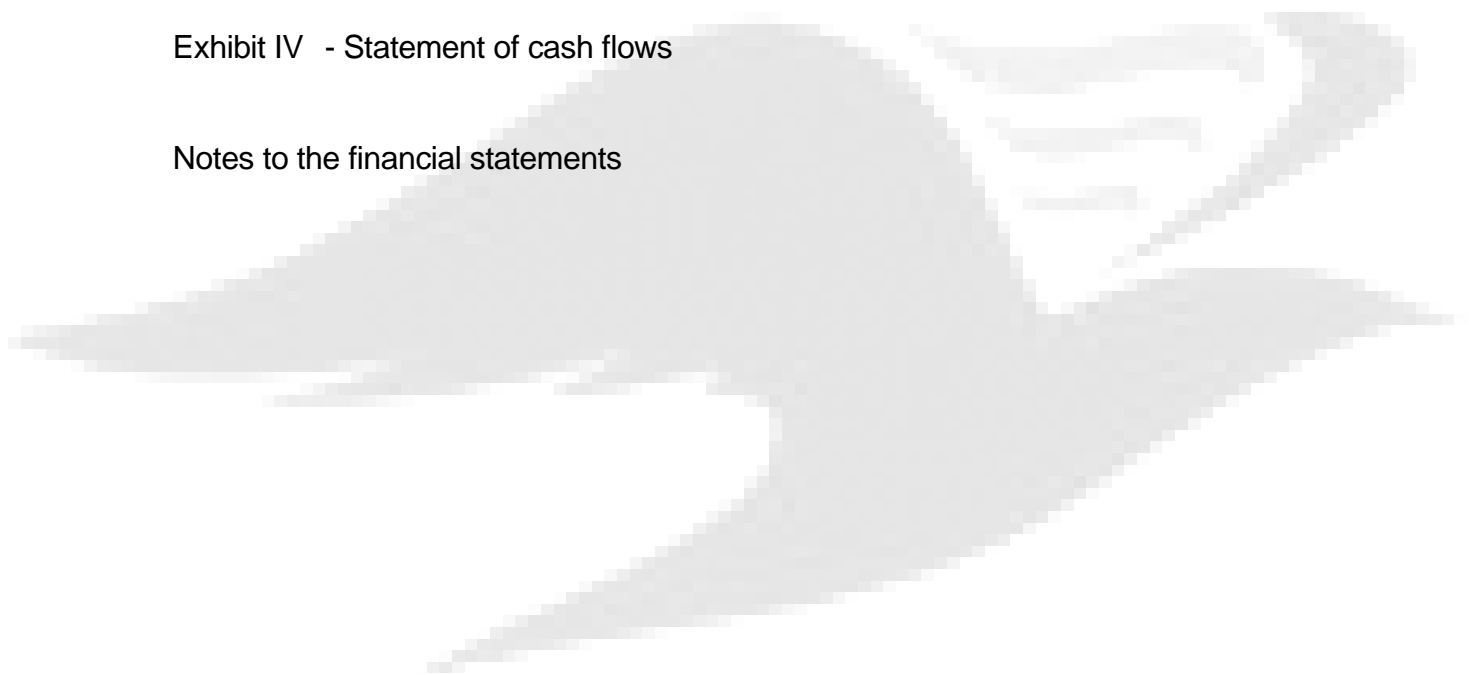 Exhibit IV - Statement of cash flows
Notes to the financial statements